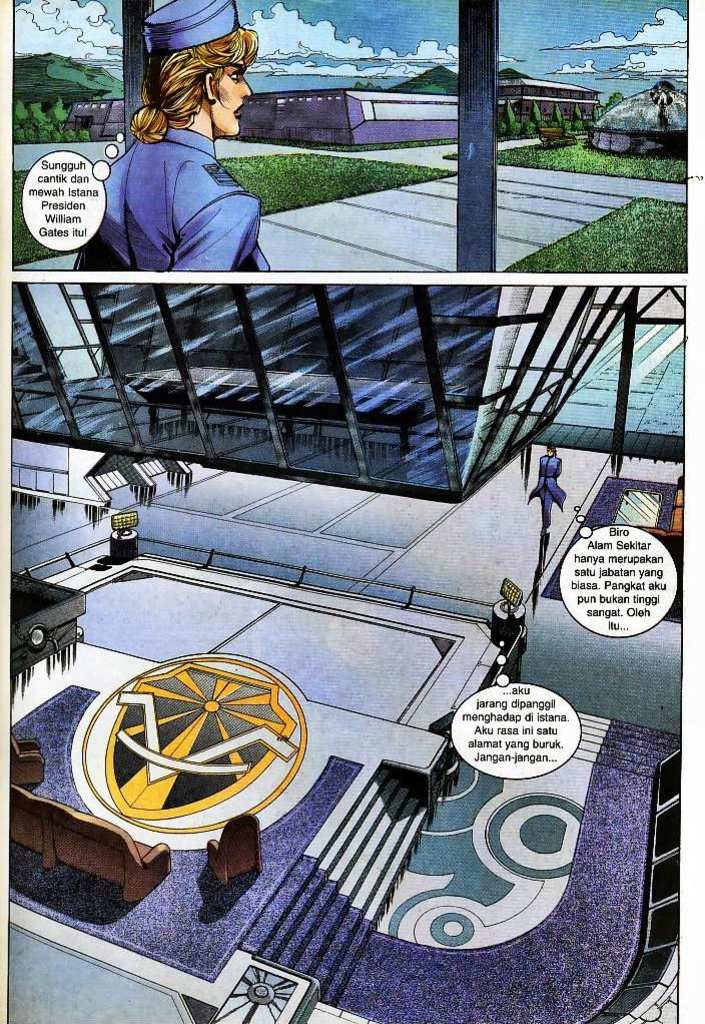 Sungguh
cantik dan
mewah Istana
Presiden
William
Gates itu!
Biro
Alam Sekitar
hanya merupakan
satu jabatan yang
biasa. Pangkat aku
pun bukan tinggi
sangat. Oleh
itu...
...aku
jarang dipanggil
menghadap di istana.
Aku rasa ini satu
alamat yang buruk.
Jangan-jangan...